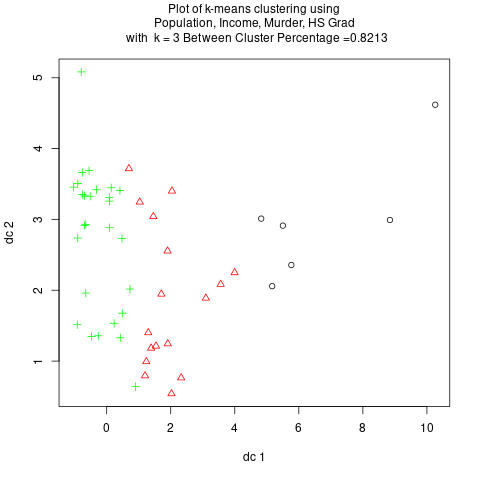 Plot of k-means clustering using
Population, Income, Murder, HS Grad
with k = 3 Between Cluster Percentage =0.8213
5
4
3
2
1
dc 2
0 2 4 6 8 10
dc 1